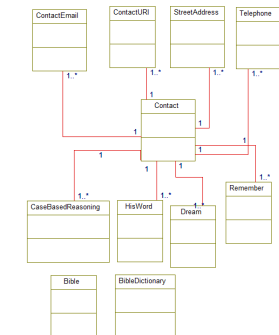 ContactEmail
ContactURI
StreetAddress
Telephone
1..*
1..*
1..*
1..*
1
1
Contact
1
1
1
1
1
1
1
1..*
1..*
1..*
1..*
CaseBasedReasoning
HisWord
Dream
Remember
Bible
BibleDictionary